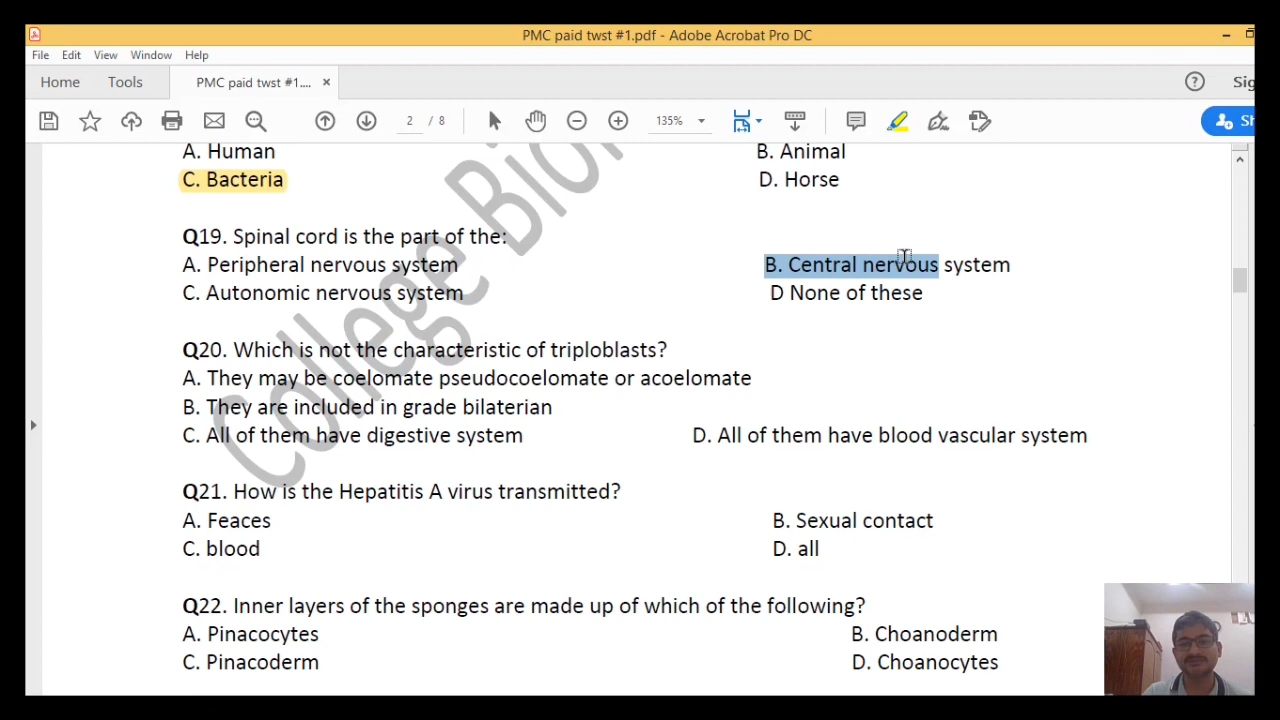 PMC paid twst #1.pdf - Adobe Acrobat Pro DC
File Edit View Window Help
Home Tools PMC paid twst #1.... × ? Sig
2 / 8 135%
A. Human B. Animal
C. Bacteria D. Horse
Q19. Spinal cord is the part of the:
A. Peripheral nervous system B. Central nervous system
C. Autonomic nervous system D None of these
Q20. Which is not the characteristic of triploblasts?
A. They may be coelomate pseudocoelomate or acoelomate
B. They are included in grade bilaterian
C. All of them have digestive system D. All of them have blood vascular system
Q21. How is the Hepatitis A virus transmitted?
A. Feaces B. Sexual contact
C. blood D. all
Q22. Inner layers of the sponges are made up of which of the following?
A. Pinacocytes B. Choanoderm
C. Pinacoderm D. Choanocytes
College